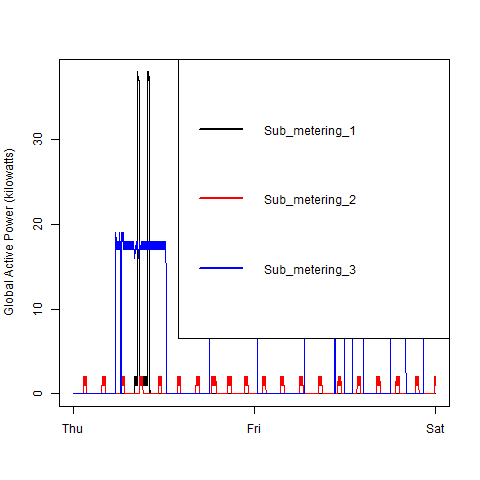 Global Active Power (kilowatts)
30
20
10
0
Sub_metering_1
Sub_metering_2
Sub_metering_3
Thu Fri Sat